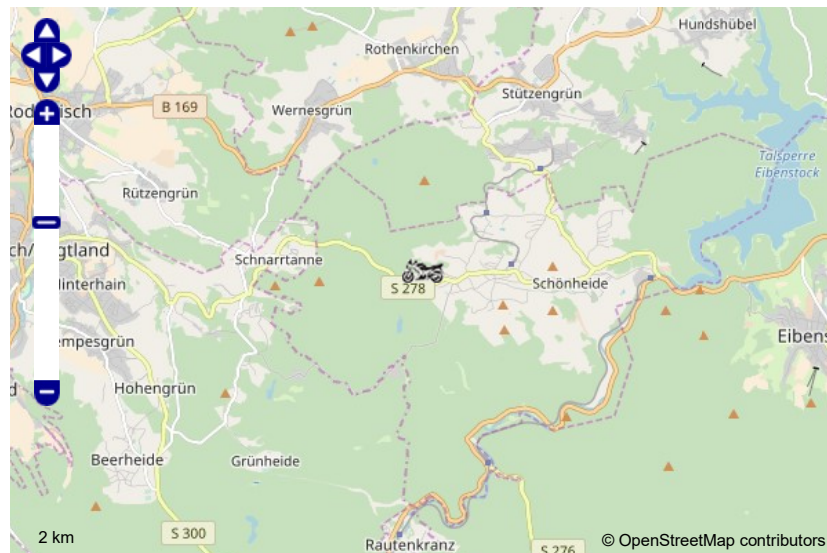 Hundshübel
Rothenkirchen
Stützengrün
B 169
Wernesgrün
Talsperre
Eibenstock
Rützengrün
Schnarrtanne
S 278
Schönheide
Hohengrün
Beerheide
Grünheide
2 km
S 300
Rautenkranz
S 276
© OpenStreetMap contributors